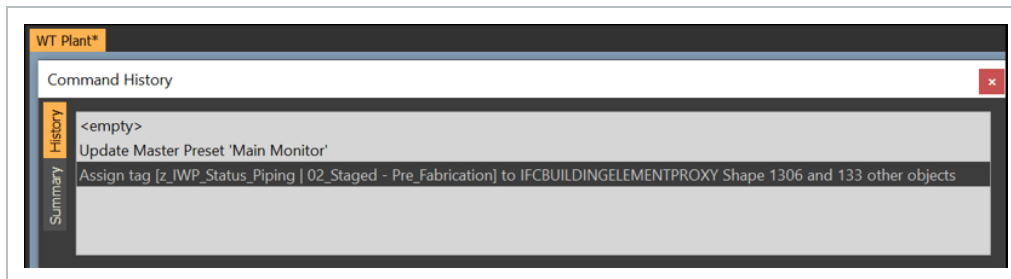 WT Plant*
Command History
×
History
Summary
<empty>
Update Master Preset 'Main Monitor'
Assign tag [z_IWP_Status_Piping | 02_Staged - Pre_Fabrication] to IFCBUILDINGELEMENTPROXY Shape 1306 and 133 other objects